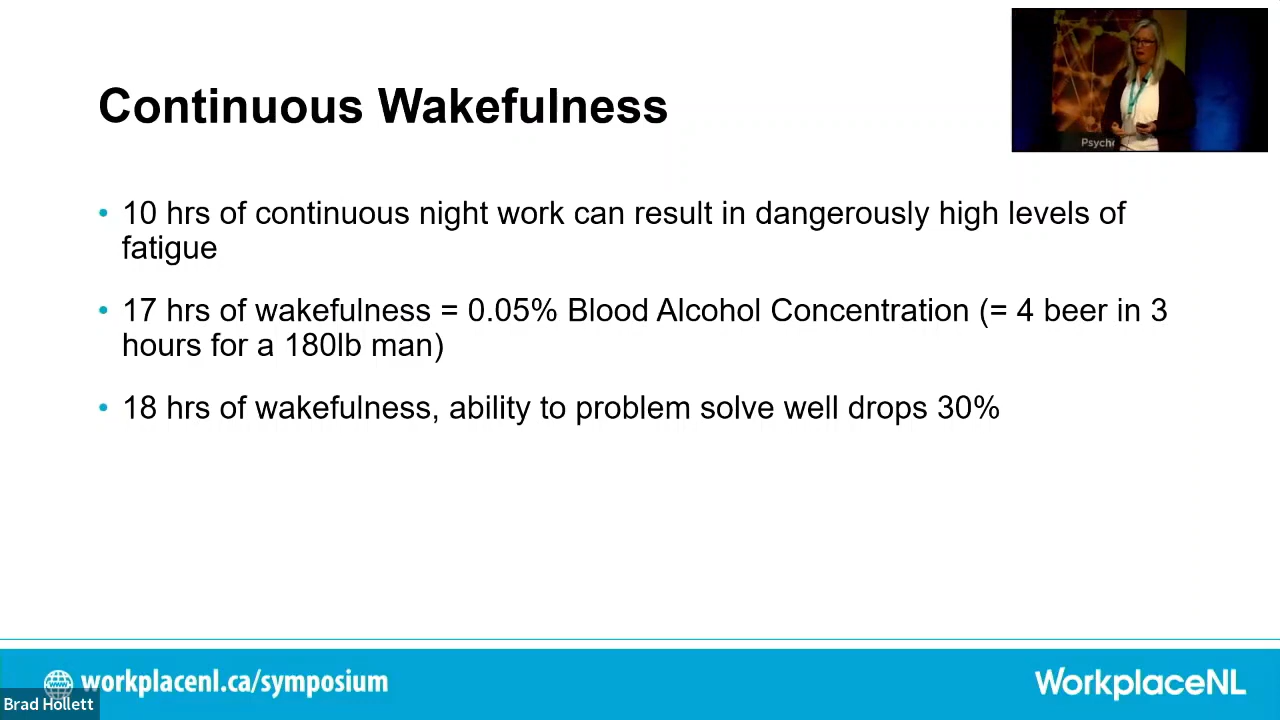 Continuous Wakefulness
Psych
• 10 hrs of continuous night work can result in dangerously high levels of
fatigue
• 17 hrs of wakefulness = 0.05% Blood Alcohol Concentration (= 4 beer in 3
hours for a 180lb man)
• 18 hrs of wakefulness, ability to problem solve well drops 30%
www
workplacenl.ca/symposium
WorkplaceNL
Brad Hollett